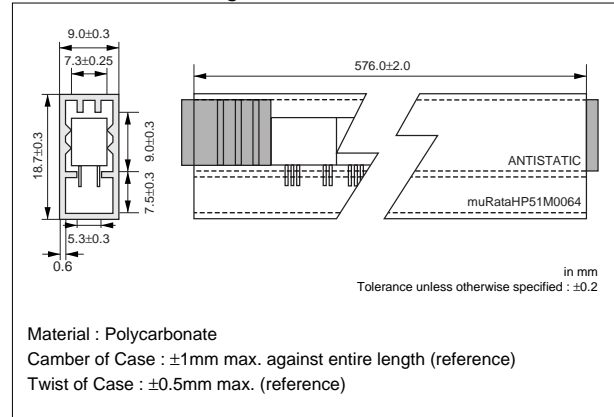 9.0±0.3
7.3±0.25
576.0±2.0
18.7±0.3
9.0±0.3
7.5±0.3
ANTISTATIC
muRataHP51M0064
5.3±0.3
0.6
in mm
Tolerance unless otherwise specified : ±0.2
Material : Polycarbonate
Camber of Case : ±1mm max. against entire length (reference)
Twist of Case : ±0.5mm max. (reference)